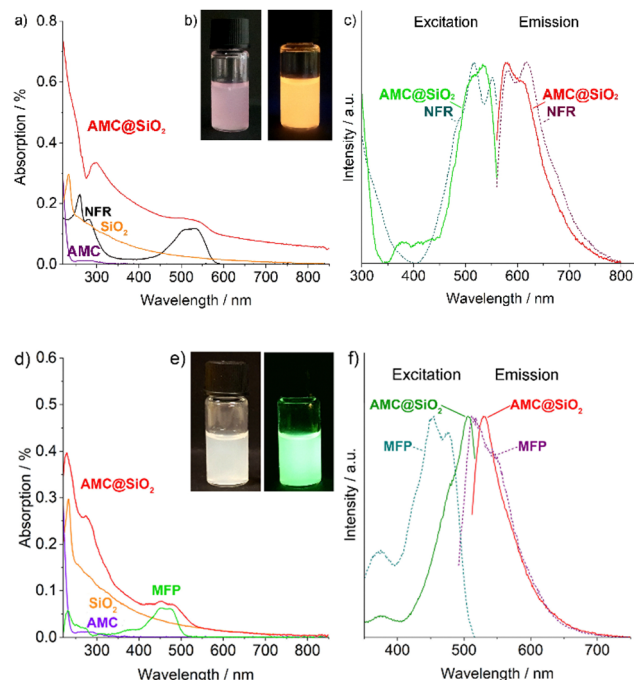 a)
b)
c)
Absorption / %
0.8
0.6
0.4
0.2
0.0
AMC@SiO₂
NFR
SiO₂
AMC
300 400 500 600 700 800
Wavelength / nm
Excitation Emission
Intensity / a.u.
AMC@SiO₂
NFR
AMC@SiO₂
NFR
300 400 500 600 700 800
Wavelength / nm
d)
e)
f)
Absorption / %
0.6
0.5
0.4
0.3
0.2
0.1
0.0
AMC@SiO₂
SiO₂
AMC
MFP
300 400 500 600 700 800
Wavelength / nm
Excitation Emission
Intensity / a.u.
AMC@SiO₂
MFP
AMC@SiO₂
MFP
400 500 600 700
Wavelength / nm